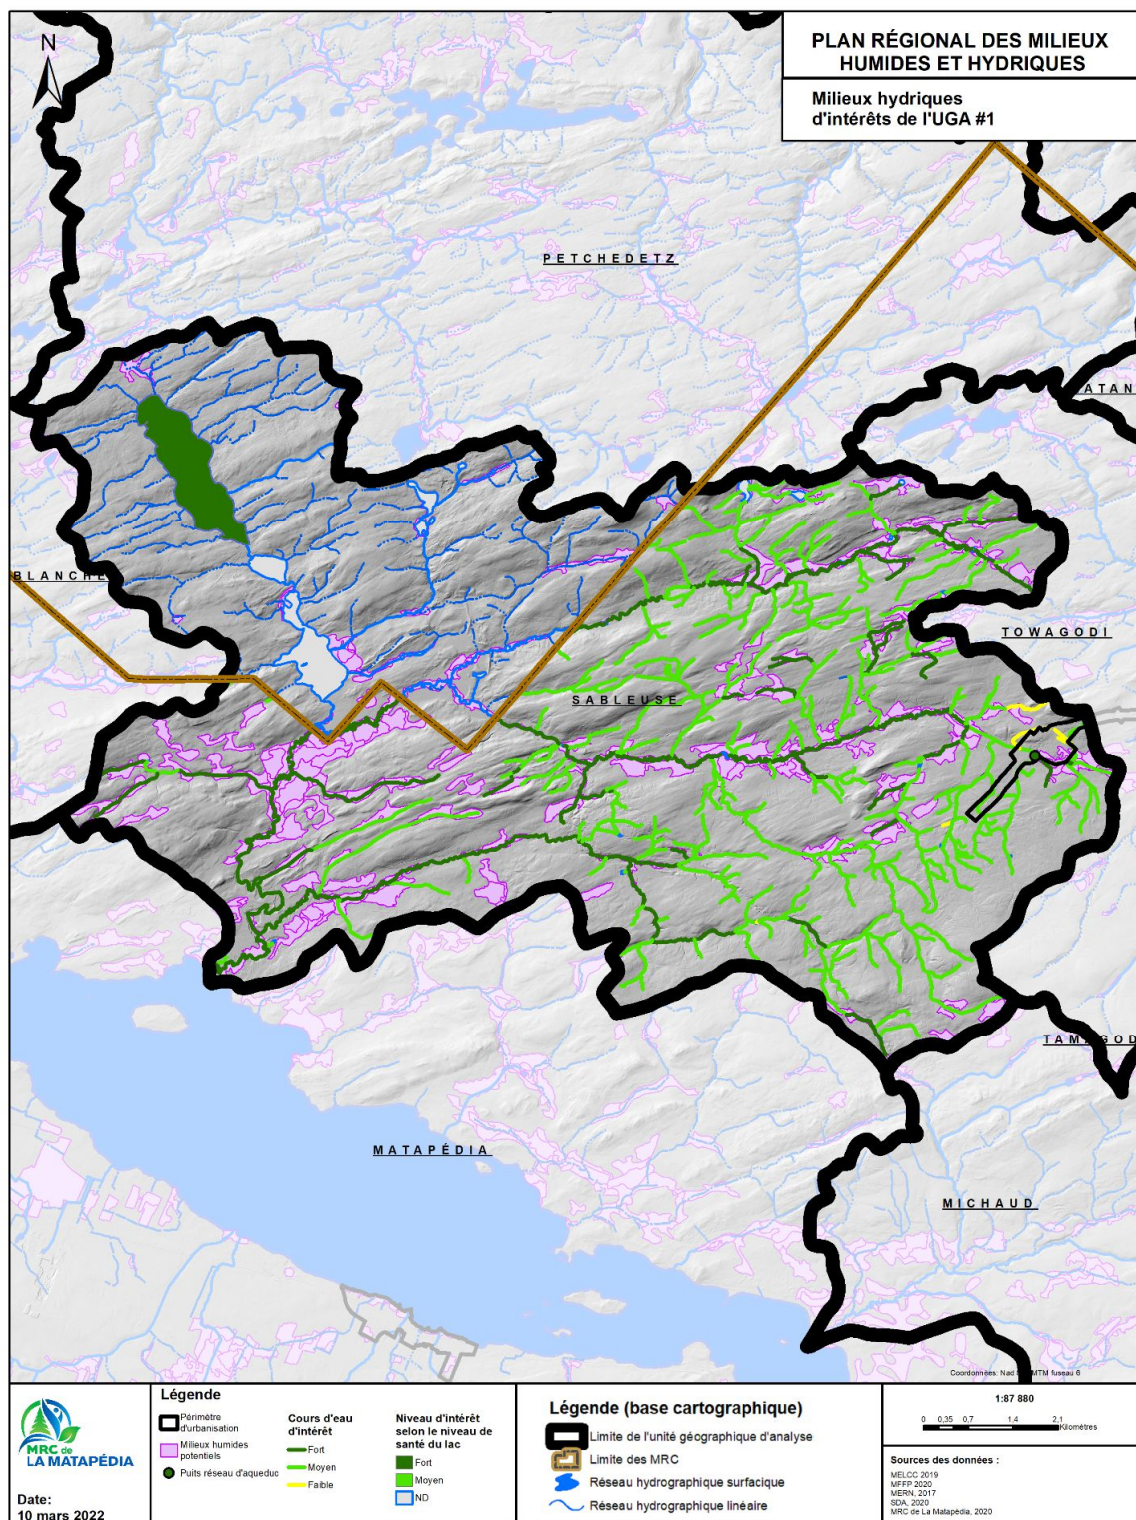 PLAN RÉGIONAL DES MILIEUX
HUMIDES ET HYDRIQUES
Milieux hydriques
d'intérêts de l'UGA #1
N
PETCHEDETZ
ATAN
BLANCHE
TOWAGODI
SABLEUSE
MATAPÉDIA
MICHAUD
Coordonnées: Nad MTM fuseau 6
MRC de
LA MATAPÉDIA
Date:
10 mars 2022
Légende
Périmètre
d'urbanisation
Milieux humides
potentiels
Puits réseau d'aqueduc
Cours d'eau
d'intérêt
Fort
Moyen
Faible
Niveau d'intérêt
selon le niveau de
santé du lac
Fort
Moyen
ND
Légende (base cartographique)
Limite de l'unité géographique d'analyse
Limite des MRC
Réseau hydrographique surfacique
Réseau hydrographique linéaire
1:87 880
0 0,35 0,7 1,4 2,1
Kilomètres
Sources des données :
MELCC 2019
MFFP 2020
MERN, 2017
SDA, 2020
MRC de La Matapédia, 2020